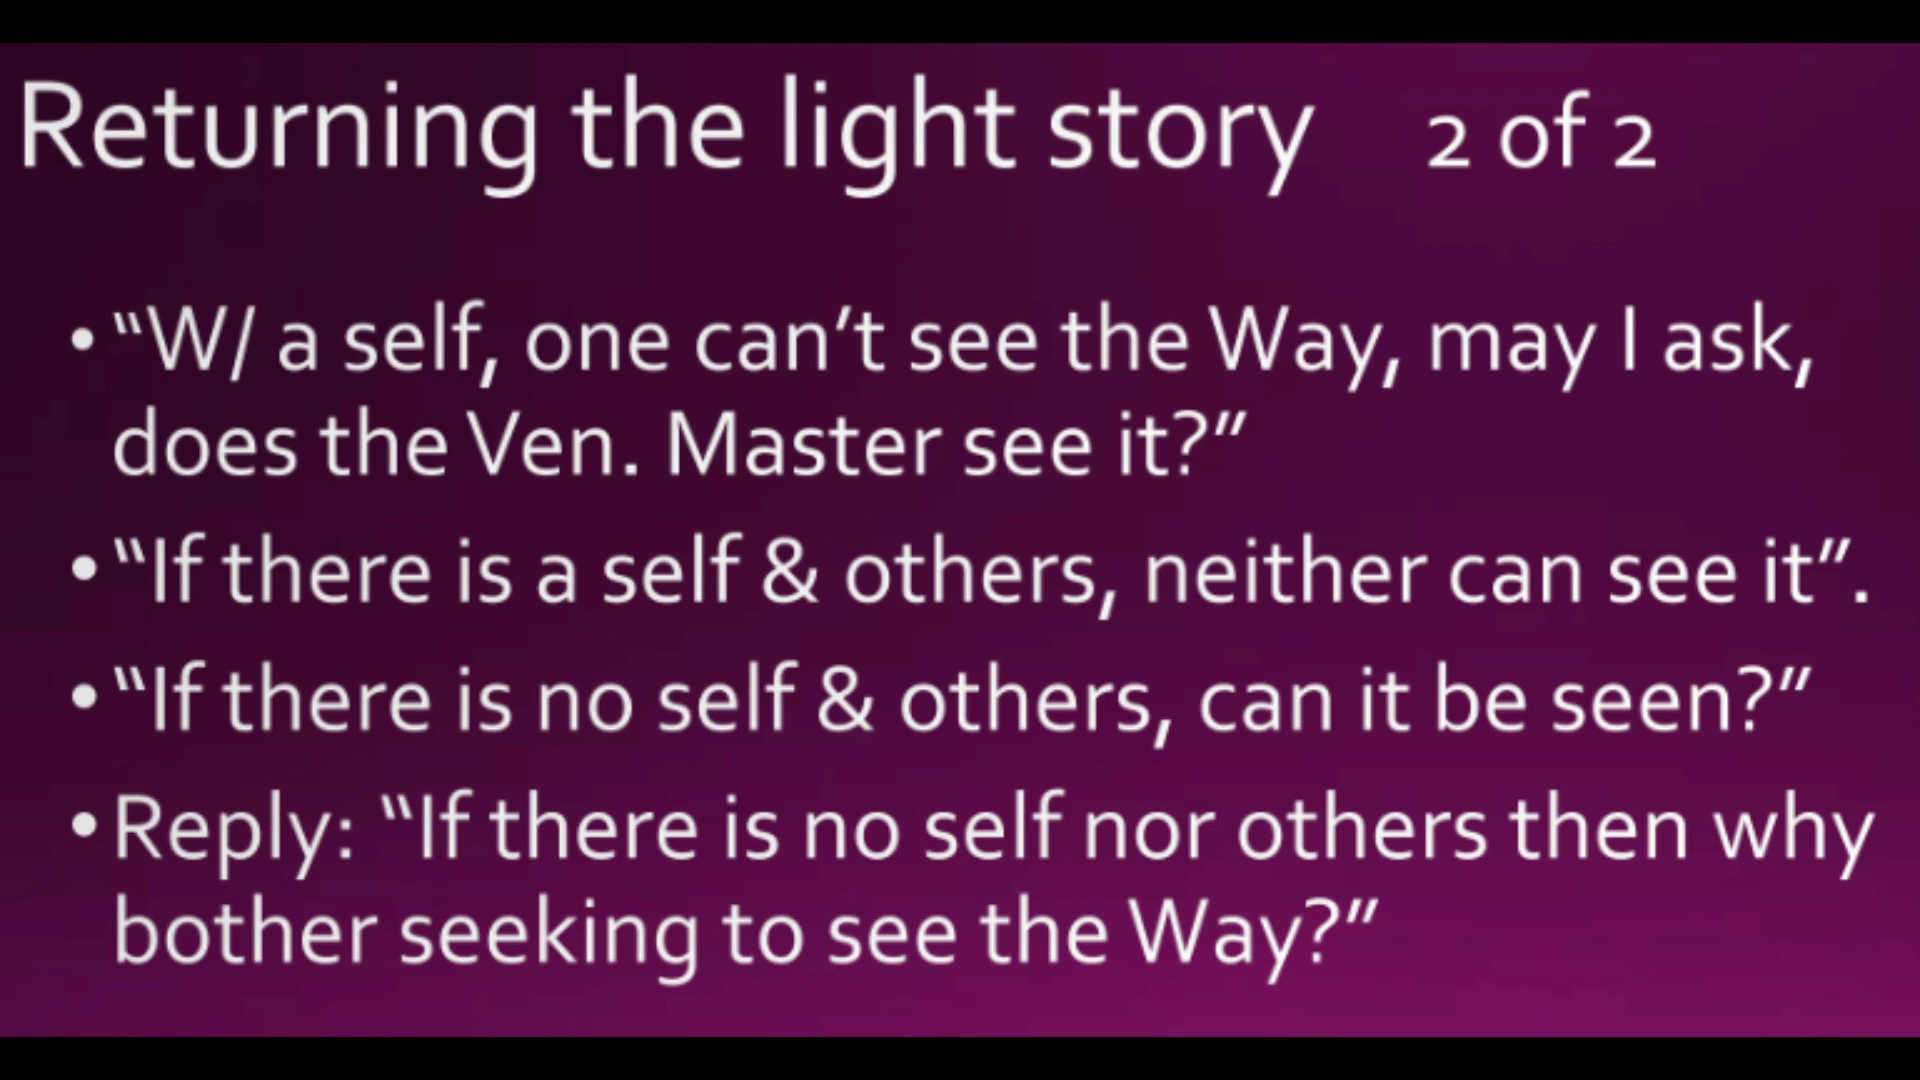 Returning the light story 2 of 2
• “W/ a self, one can’t see the Way, may I ask,
does the Ven. Master see it?”
• “If there is a self & others, neither can see it”.
• “If there is no self & others, can it be seen?”
• Reply: “If there is no self nor others then why
bother seeking to see the Way?”